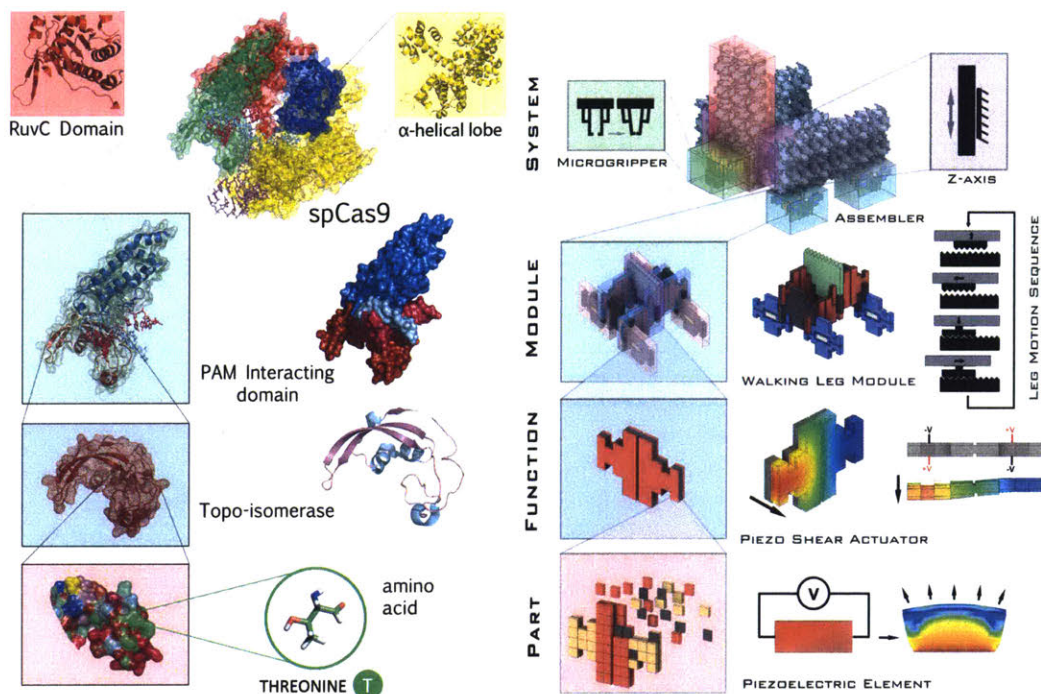 RuvC Domain
α-helical lobe
spCas9
PAM Interacting
domain
Topo-isomerase
amino
acid
THREONINE T
SYSTEM
MICROGRIPPER
Z-AXIS
ASSEMBLER
MODULE
WALKING LEG MODULE
LEG MOTION SEQUENCE
FUNCTION
-V +V
+V -V
PIEZO SHEAR ACTUATOR
PART
V
PIEZOELECTRIC ELEMENT